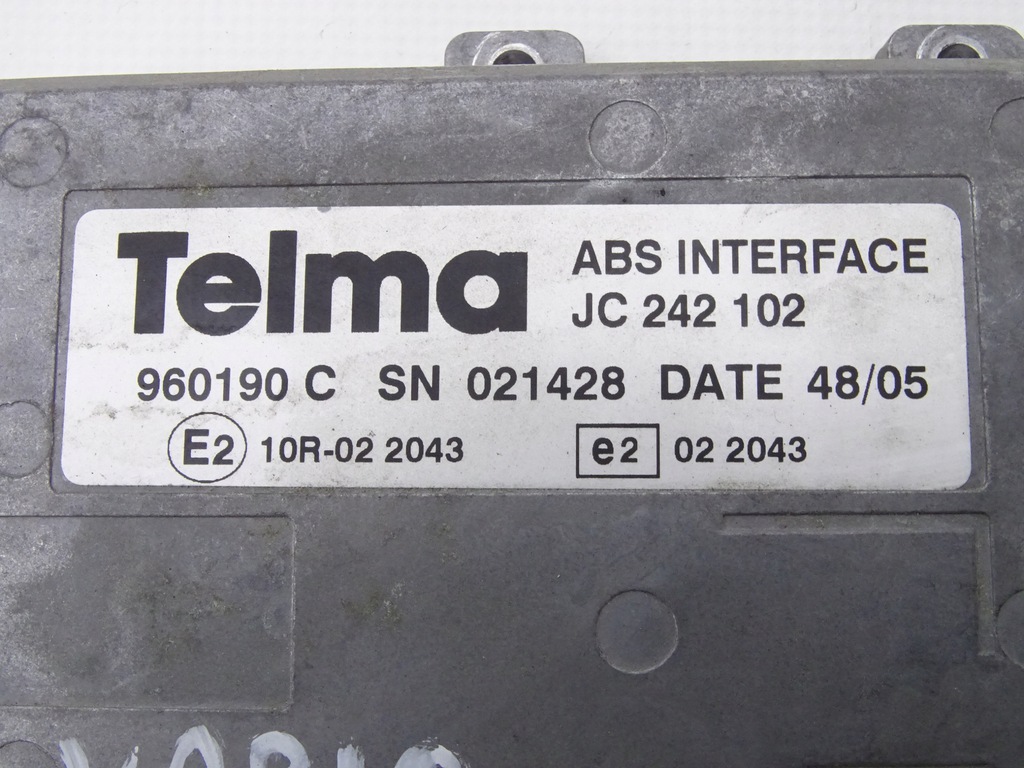 Telma
ABS INTERFACE
JC 242 102
960190 C SN 021428 DATE 48/05
E2 10R-02 2043 e2 02 2043